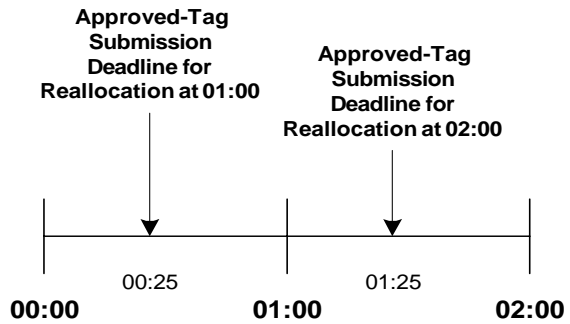 Approved-Tag
Submission
Deadline for
Reallocation at 01:00
Approved-Tag
Submission
Deadline for
Reallocation at 02:00
00:25
01:25
00:00
01:00
02:00